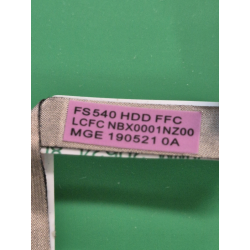 FS540 HDD FFC
LCFC NBX0001NZ00
MGE 190521 0A